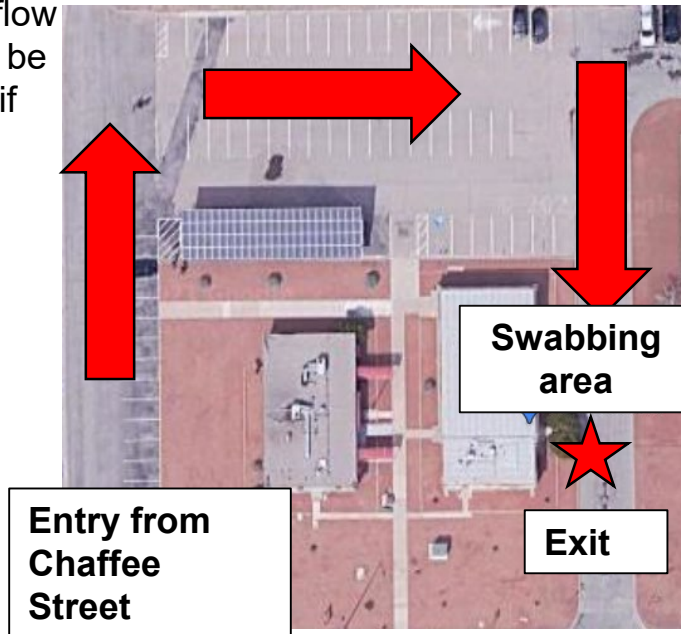 flow
be
if
Swabbing
area
Entry from
Chaffee
Street
Exit